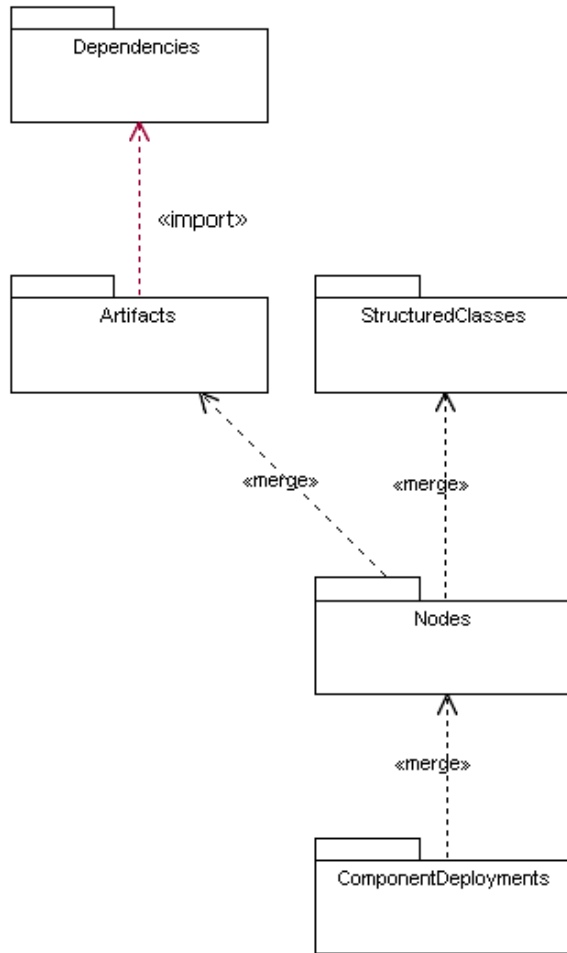 Dependencies
«import»
Artifacts
StructuredClasses
«merge»
«merge»
Nodes
«merge»
ComponentDeployments